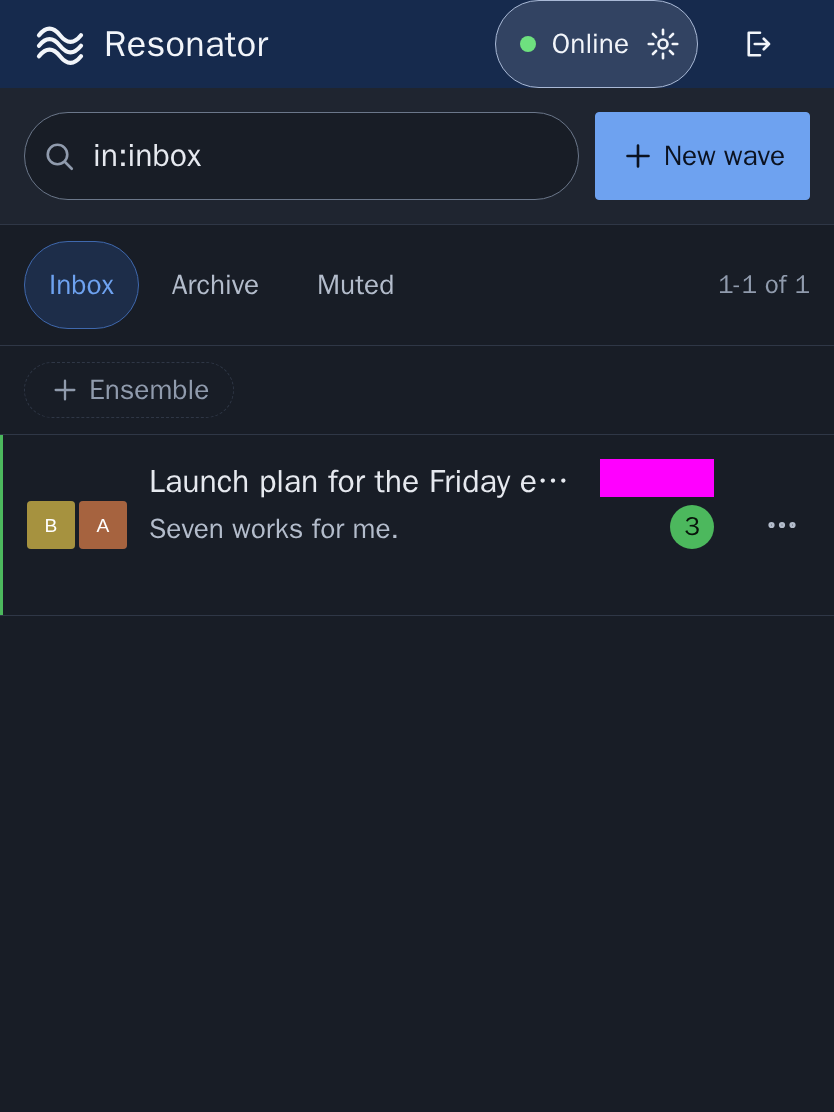 Resonator
Online
in:inbox
New wave
Inbox Archive Muted 1-1 of 1
Ensemble
Launch plan for the Friday e…
B A
Seven works for me. 3